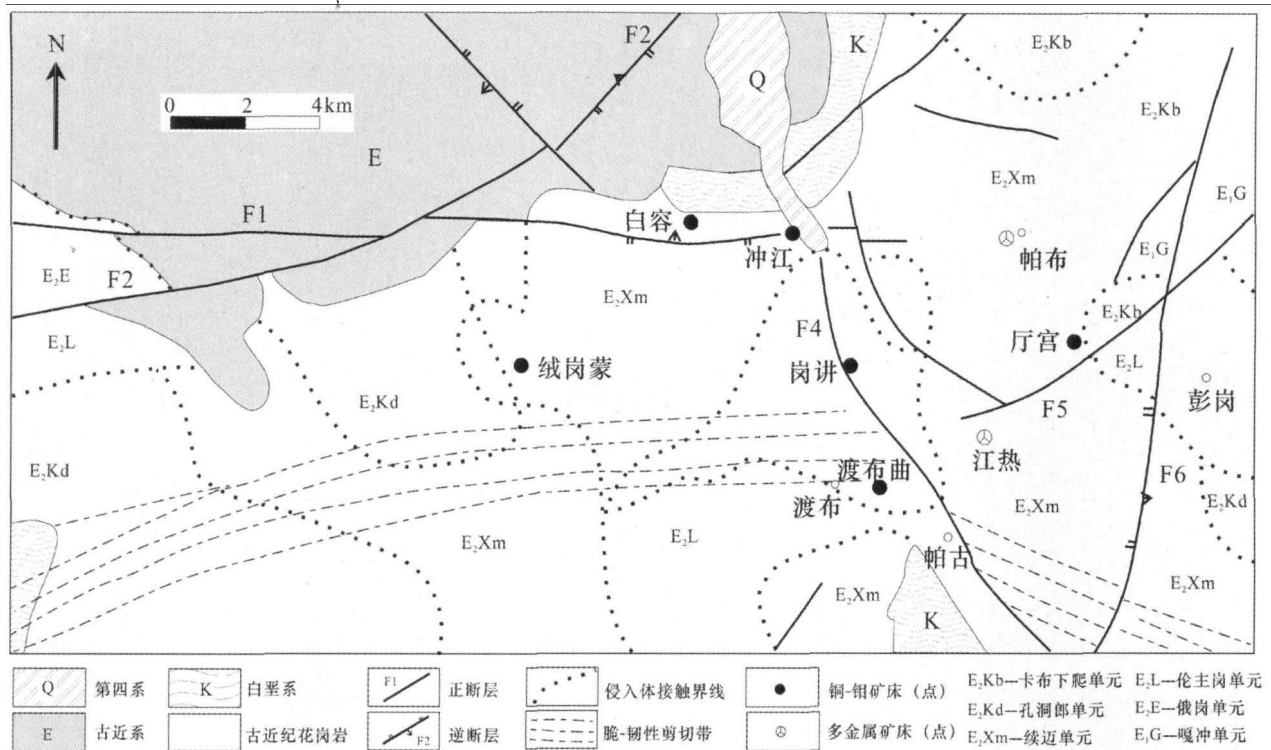 N
0 2 4km
F2
K
Q
E₂Kb
E₂Kb
E
E₂Xm
E₁G
F1
白容
冲江
帕布
E₁G
E₂E
F2
E₂Xm
E₂Kb
F4
厅宫
E₂L
绒岗蒙
岗讲
E₂L
彭岗
E₂Kd
F5
E₂Kd
江热
渡布曲
F6
渡布
E₂Xm
E₂Kd
E₂Xm
E₂L
帕古
E₂Xm
E₂Xm
K
Q 第四系
K 白垩系
F1 正断层
侵入体接触界线
铜-钼矿床（点）
E₂Kb—卡布下爬单元 E₂L—伦主岗单元
E₂Kd—孔洞郎单元 E₂E—俄岗单元
E₂Xm—续迈单元 E₁G—嘎冲单元
E 古近系
古近纪花岗岩
F2 逆断层
脆-韧性剪切带
多金属矿床（点）